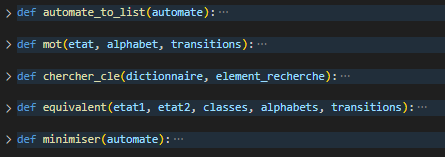 def automate_to_list(automate): ...
def mot(etat, alphabet, transitions): ...
def chercher_cle(dictionnaire, element_recherche): ...
def equivalent(etat1, etat2, classes, alphabets, transitions): ...
def minimiser(automate): ...